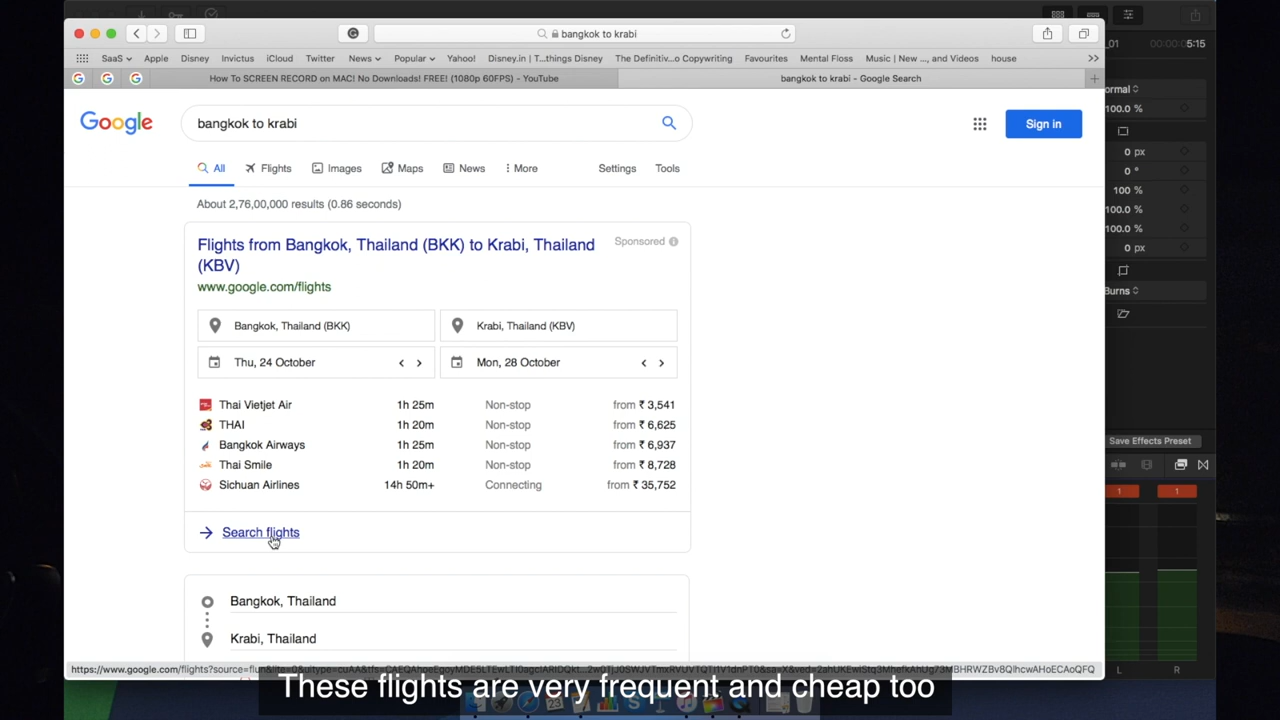 bangkok to krabi
_01
00:00:05:15
SaaS Apple Disney Invictus iCloud Twitter News Popular Yahoo! Disney.in | T...things Disney The Definitiv...o Copywriting Favourites Mental Floss Music | New ..., and Videos house
How To SCREEN RECORD on MAC! No Downloads! FREE! (1080p 60FPS) - YouTube
bangkok to krabi - Google Search
ormal
100.0 %
Google
bangkok to krabi
Sign in
0 px
All Flights Images Maps News More Settings Tools
0 °
100 %
About 2,76,00,000 results (0.86 seconds)
100.0 %
100.0 %
0 px
Flights from Bangkok, Thailand (BKK) to Krabi, Thailand
(KBV)
Sponsored
www.google.com/flights
Burns
Bangkok, Thailand (BKK) Krabi, Thailand (KBV)
Thu, 24 October Mon, 28 October
Thai Vietjet Air 1h 25m Non-stop from ₹ 3,541
THAI 1h 20m Non-stop from ₹ 6,625
Bangkok Airways 1h 25m Non-stop from ₹ 6,937
Thai Smile 1h 20m Non-stop from ₹ 8,728
Sichuan Airlines 14h 50m+ Connecting from ₹ 35,752
Save Effects Preset
1 1
Search flights
Bangkok, Thailand
Krabi, Thailand
L R
These flights are very frequent and cheap too